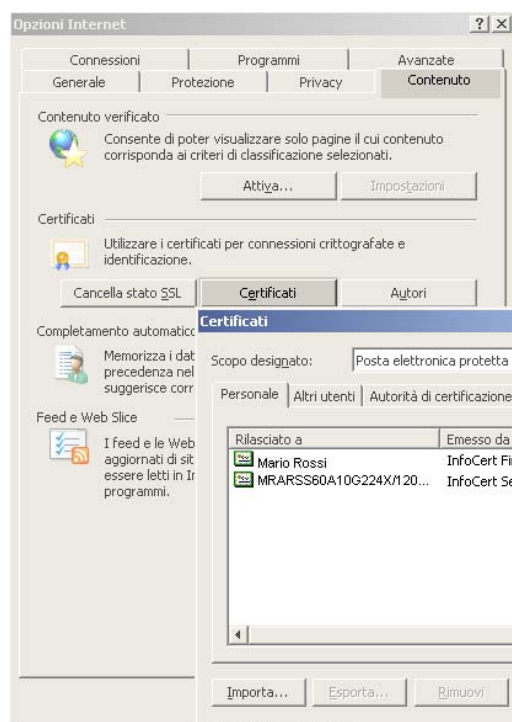 Opzioni Internet
Connessioni Programmi Avanzate
Generale Protezione Privacy Contenuto
Contenuto verificato
Consente di poter visualizzare solo pagine il cui contenuto
corrisponda ai criteri di classificazione selezionati.
Attiva... Impostazioni
Certificati
Utilizzare i certificati per connessioni crittografate e
identificazione.
Cancella stato SSL Certificati Autori
Completamento automatico
Memorizza i dat
precedenza nel
suggerisce corr
Feed e Web Slice
I feed e le Web
aggiornati di sit
essere letti in Ir
programmi.
Certificati
Scopo designato: Posta elettronica protetta
Personale Altri utenti Autorità di certificazione
Rilasciato a Emesso da
Mario Rossi InfoCert Fi
MRARSS60A10G224X/120... InfoCert Se
Importa... Esporta... Rimuovi